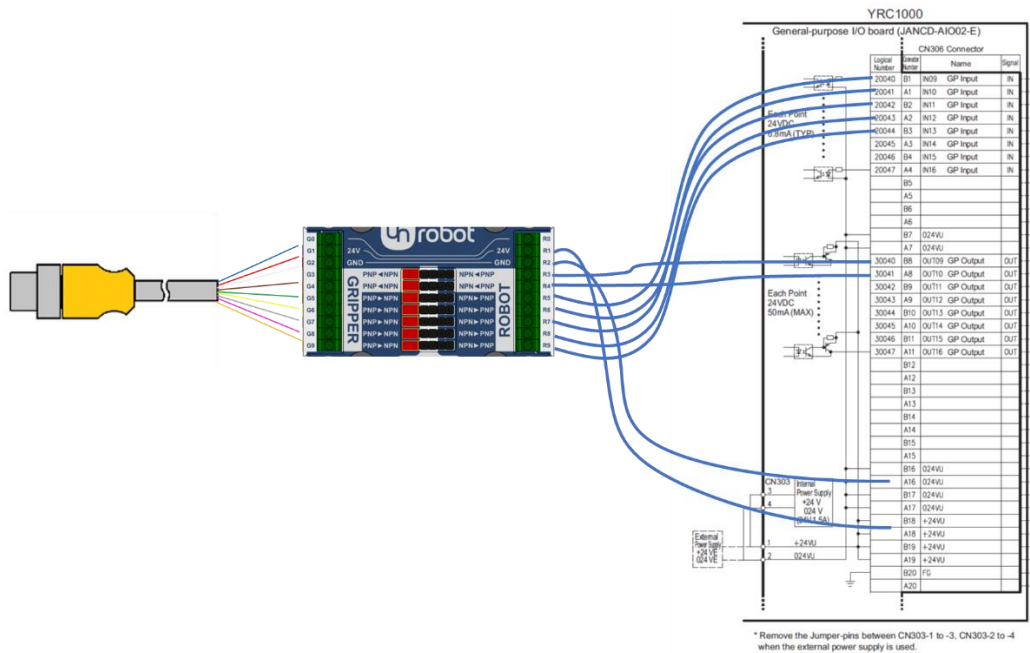 YRC1000
General-purpose I/O board (JANCD-AIO02-E)
CN306 Connector
Logical Number Connector Number Name Signal
20040 B1 IN09 GP Input IN
20041 A1 IN10 GP Input IN
20042 B2 IN11 GP Input IN
20043 A2 IN12 GP Input IN
20044 B3 IN13 GP Input IN
20045 A3 IN14 GP Input IN
20046 B4 IN15 GP Input IN
20047 A4 IN16 GP Input IN
B5
A5
B6
A6
B7 024VU
A7 024VU
30040 B8 OUT09 GP Output OUT
30041 A8 OUT10 GP Output OUT
30042 B9 OUT11 GP Output OUT
30043 A9 OUT12 GP Output OUT
30044 B10 OUT13 GP Output OUT
30045 A10 OUT14 GP Output OUT
30046 B11 OUT15 GP Output OUT
30047 A11 OUT16 GP Output OUT
B12
A12
B13
A13
B14
A14
B15
A15
B16 024VU
A16 024VU
B17 024VU
A17 024VU
B18 +24VU
A18 +24VU
B19 +24VU
A19 +24VU
B20 FG
A20
Each Point
24VDC
6.8mA (TYP)
Each Point
24VDC
50mA (MAX)
CN303
3
4
Internal
Power Supply
+24 V
024 V
(24V 1.5A)
1 +24VU
2 024VU
External
Power Supply
+24 VE
024 VE
* Remove the Jumper-pins between CN303-1 to -3, CN303-2 to -4
when the external power supply is used.
robot
G0 R0
G1 24V 24V R1
G2 GND GND R2
G3 PNP◄NPN NPN◄PNP R3
G4 PNP◄NPN NPN◄PNP R4
G5 PNP►NPN NPN►PNP R5
G6 PNP►NPN NPN►PNP R6
G7 PNP►NPN NPN►PNP R7
G8 PNP►NPN NPN►PNP R8
G9 PNP►NPN NPN►PNP R9
GRIPPER
ROBOT